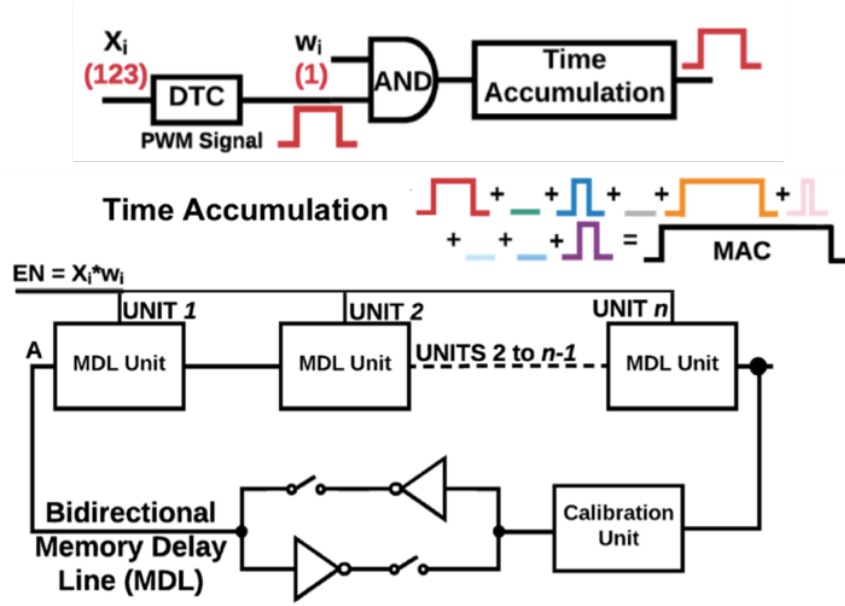 Xi
(123)
DTC
PWM Signal
wi
(1)
AND
Time
Accumulation
Time Accumulation
+ + + + +
+ + + =
MAC
EN = Xi*wi
UNIT 1
UNIT 2
UNIT n
A
MDL Unit
MDL Unit
UNITS 2 to n-1
MDL Unit
Bidirectional
Memory Delay
Line (MDL)
Calibration
Unit